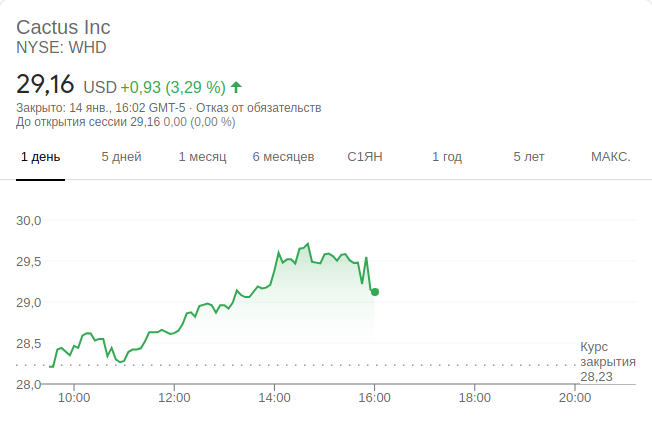 Cactus Inc
NYSE: WHD
29,16 USD +0,93 (3,29 %)
Закрыто: 14 янв., 16:02 GMT-5 · Отказ от обязательств
До открытия сессии 29,16 0,00 (0,00 %)
1 день 5 дней 1 месяц 6 месяцев С1ЯН 1 год 5 лет МАКС.
30,0
29,5
29,0
28,5
28,0
Курс
закрытия
28,23
10:00 12:00 14:00 16:00 18:00 20:00